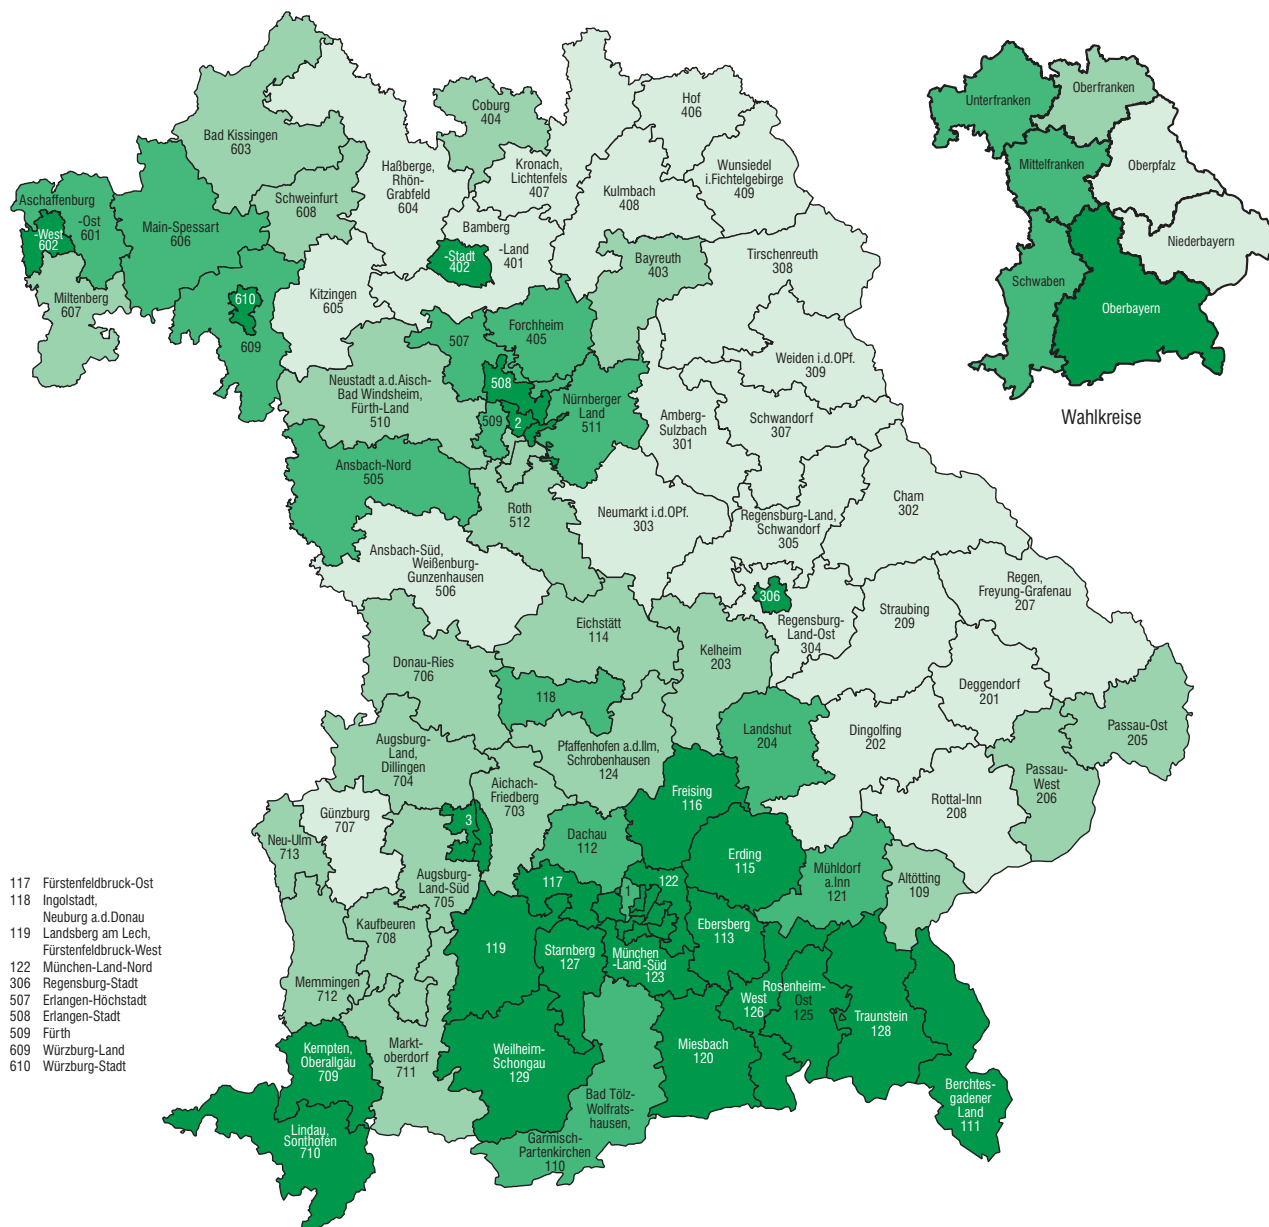 Coburg
404
Hof
406
Bad Kissingen
603
Haßberge,
Rhön-
Grabfeld
604
Kronach,
Lichtenfels
407
Kulmbach
408
Wunsiedel
i.Fichtelgebirge
409
Schweinfurt
608
Aschaffenburg
-Ost
601
-West
602
Main-Spessart
606
Bamberg
-Stadt
402
-Land
401
Bayreuth
403
Tirschenreuth
308
Miltenberg
607
610
609
Kitzingen
605
507
Forchheim
405
Weiden i.d.OPf.
309
Neustadt a.d.Aisch-
Bad Windsheim,
Fürth-Land
510
508
509
2
Nürnberger
Land
511
Amberg-
Sulzbach
301
Schwandorf
307
Ansbach-Nord
505
Roth
512
Neumarkt i.d.OPf.
303
Regensburg-Land,
Schwandorf
305
Cham
302
Ansbach-Süd,
Weißenburg-
Gunzenhausen
506
306
Regensburg-
Land-Ost
304
Straubing
209
Regen,
Freyung-Grafenau
207
Eichstätt
114
Kelheim
203
Donau-Ries
706
118
Deggendorf
201
Passau-Ost
205
Landshut
204
Dingolfing
202
Augsburg-
Land,
Dillingen
704
Pfaffenhofen a.d.Ilm,
Schrobenhausen
124
Aichach-
Friedberg
703
Freising
116
Passau-
West
206
Rottal-Inn
208
Günzburg
707
3
Neu-Ulm
713
Dachau
112
Erding
115
Mühldorf
a.Inn
121
Altötting
109
Augsburg-
Land-Süd
705
117
1
122
Kaufbeuren
708
119
Starnberg
127
München
-Land-Süd
123
Ebersberg
113
Memmingen
712
Rosenheim-
West
126
Ost
125
Traunstein
128
Kempten,
Oberallgäu
709
Markt-
oberdorf
711
Weilheim-
Schongau
129
Miesbach
120
Bad Tölz-
Wolfrats-
hausen,
Garmisch-
Partenkirchen
110
Berchtes-
gadener
Land
111
Lindau,
Sonthofen
710
Unterfranken
Oberfranken
Mittelfranken
Oberpfalz
Niederbayern
Schwaben
Oberbayern
Wahlkreise
117 Fürstenfeldbruck-Ost
118 Ingolstadt,
Neuburg a.d.Donau
119 Landsberg am Lech,
Fürstenfeldbruck-West
122 München-Land-Nord
306 Regensburg-Stadt
507 Erlangen-Höchstadt
508 Erlangen-Stadt
509 Fürth
609 Würzburg-Land
610 Würzburg-Stadt